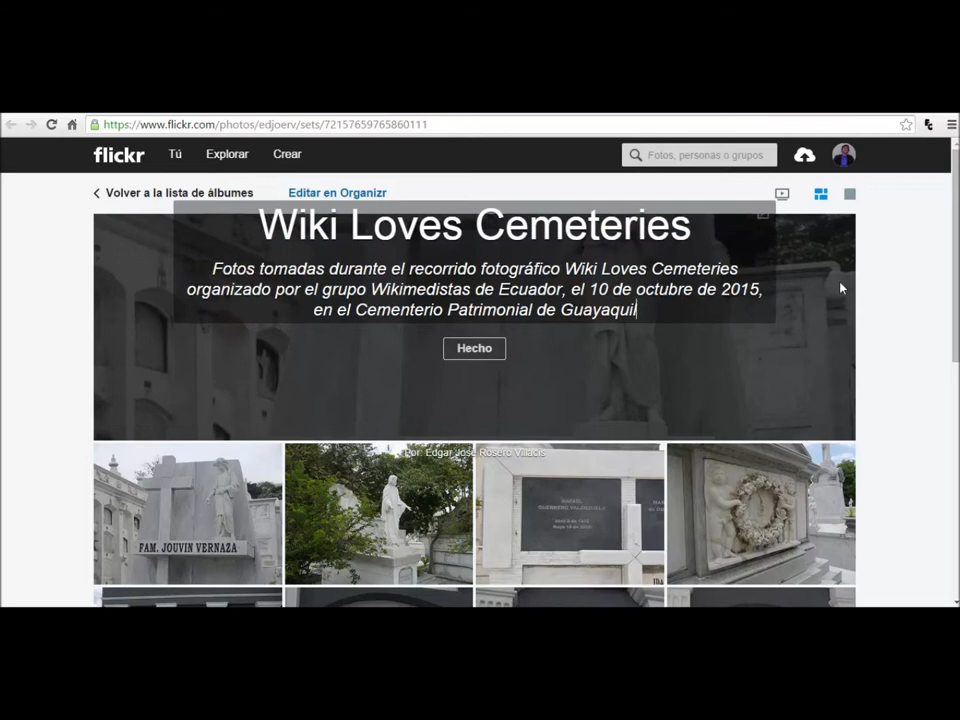 https://www.flickr.com/photos/edjoerv/sets/72157659765860111
flickr Tú Explorar Crear Fotos, personas o grupos
Volver a la lista de álbumes Editar en Organizr
Wiki Loves Cemeteries
Fotos tomadas durante el recorrido fotográfico Wiki Loves Cemeteries
organizado por el grupo Wikimedistas de Ecuador, el 10 de octubre de 2015,
en el Cementerio Patrimonial de Guayaquil
Hecho
Por: Edgar José Rosero Villacís
FAM. JOUVIN VERNAZA
RAFAEL
GUERRERO VALENZUELA